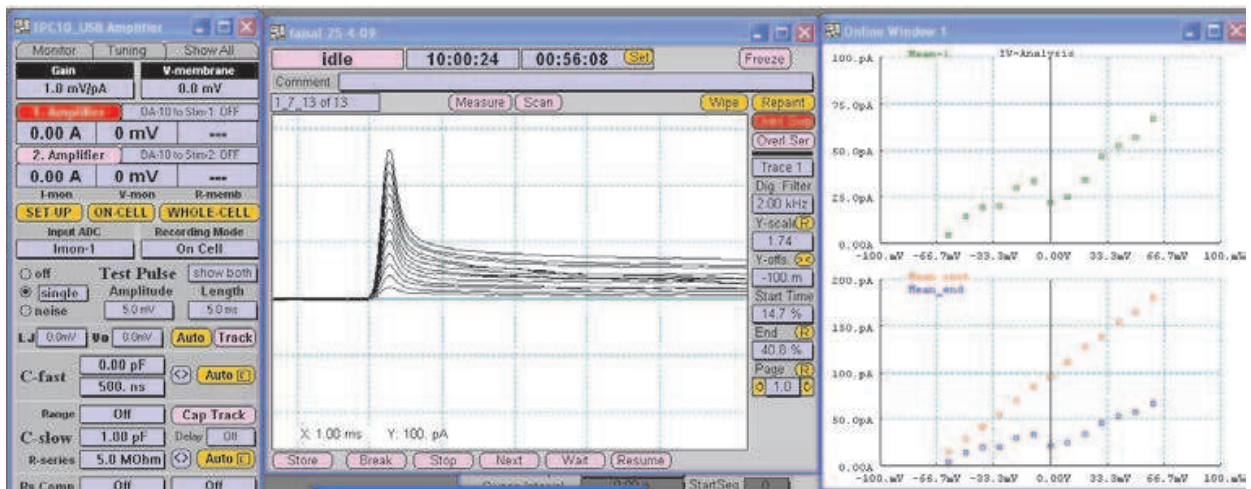 EPC10_USB Amplifier
Monitor Tuning Show All
Gain V-membrane
1.0 mV/pA 0.0 mV
1. Amplifier DA-10 to Stim-1: OFF
0.00 A 0 mV ---
2. Amplifier DA-10 to Stim-2: OFF
0.00 A 0 mV ---
I-mon V-mon R-memb
SET-UP ON-CELL WHOLE-CELL
Input ADC Recording Mode
Imon-1 On Cell
off Test Pulse show both
single Amplitude Length
noise 5.0 mV 5.0 ms
LJ 0.0mV Vo 0.0mV Auto Track
0.00 pF
C-fast <> Auto
500. ns
Range Off Cap Track
C-slow 1.00 pF Delay Off
R-series 5.0 MOhm <> Auto
Rs Comp Off Off
faisal 25-4-09
idle 10:00:24 00:56:08 Set Freeze
Comment
1_7_13 of 13 Measure Scan Wipe Repaint
Overl Swp
Overl Ser
Trace 1
Dig. Filter
2.00 kHz
Y-scale R
1.74
Y-offs. ><
-100. m
Start Time
14.7 %
End R
40.8 %
Page R
1.0
X: 1.00 ms Y: 100. pA
Store Break Stop Next Wait Resume
StartSeg 0
Online Window 1
Mean-1 IV-Analysis
100.pA
75.0pA
50.0pA
25.0pA
0.00A
-100.mV -66.7mV -33.3mV 0.00V 33.3mV 66.7mV 100.mV
200.pA
Mean_end
150.pA
100.pA
50.0pA
0.00A
-100.mV -66.7mV -33.3mV 0.00V 33.3mV 66.7mV 100.mV